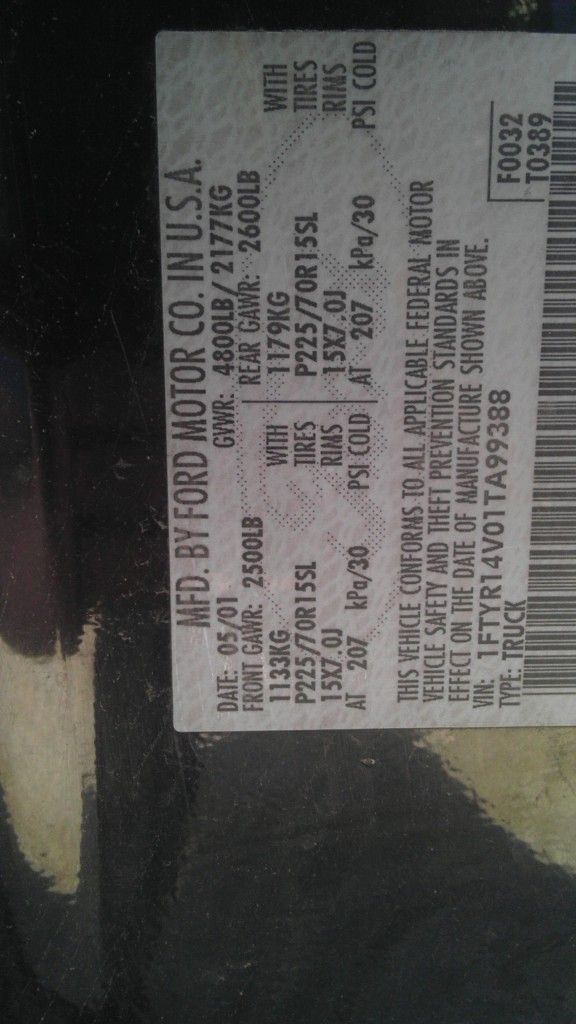 MFD. BY FORD MOTOR CO. IN U.S.A.
DATE: 05/01 GVWR: 4800LB / 2177KG
FRONT GAWR: 2500LB REAR GAWR: 2600LB
1133KG WITH 1179KG WITH
P225/70R15SL TIRES P225/70R15SL TIRES
15X7.0J RIMS 15X7.0J RIMS
AT 207 kPa/30 PSI COLD AT 207 kPa/30 PSI COLD
THIS VEHICLE CONFORMS TO ALL APPLICABLE FEDERAL MOTOR
VEHICLE SAFETY AND THEFT PREVENTION STANDARDS IN
EFFECT ON THE DATE OF MANUFACTURE SHOWN ABOVE.
VIN: 1FTYR14V01TA99388 F0032
TYPE: TRUCK T0389